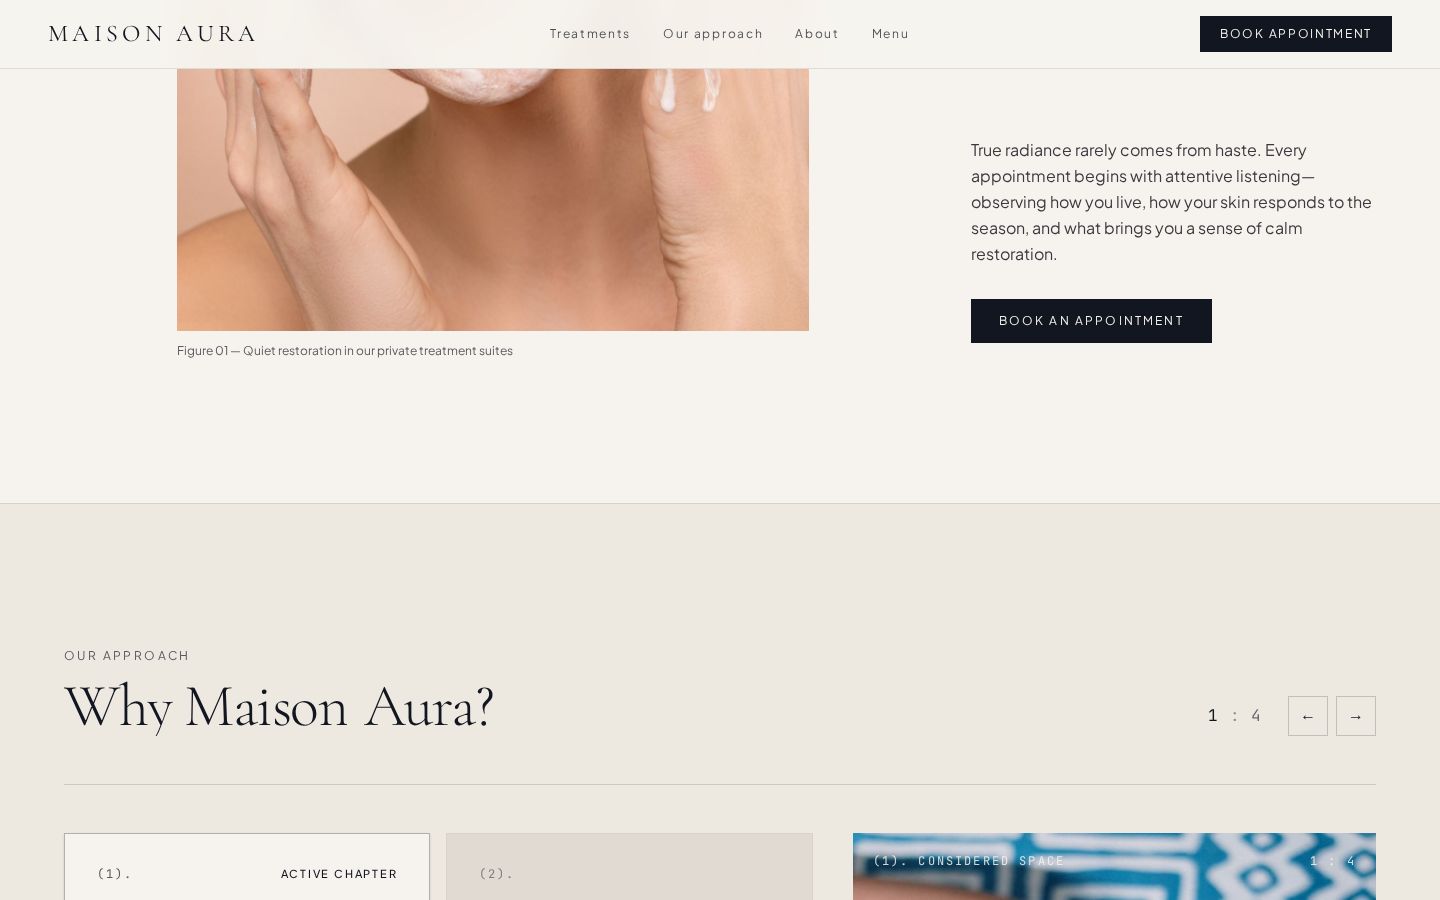 MAISON AURA
Treatments
Our approach
About
Menu
BOOK APPOINTMENT
True radiance rarely comes from haste. Every
appointment begins with attentive listening—
observing how you live, how your skin responds to the
season, and what brings you a sense of calm
restoration.
BOOK AN APPOINTMENT
Figure 01 — Quiet restoration in our private treatment suites
OUR APPROACH
Why Maison Aura?
1 : 4
← →
(1).
ACTIVE CHAPTER
(2).
(1). CONSIDERED SPACE
1 : 4